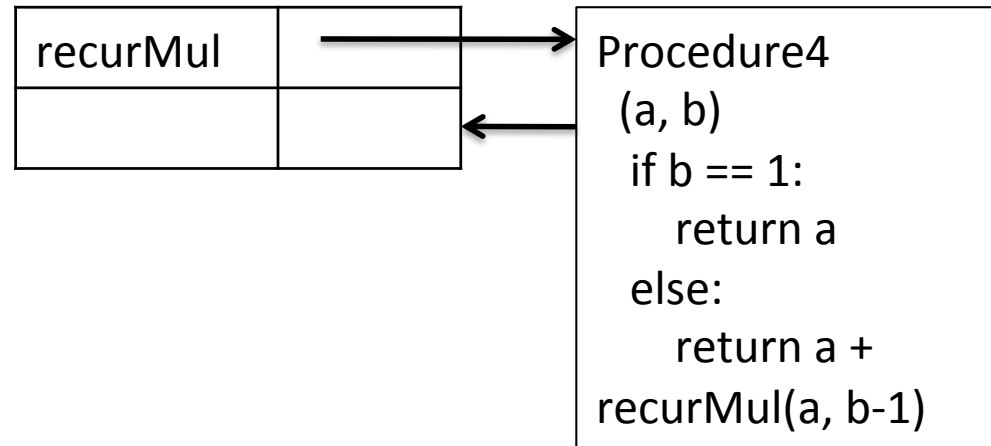 recurMul
Procedure4
(a, b)
if b == 1:
return a
else:
return a +
recurMul(a, b-1)